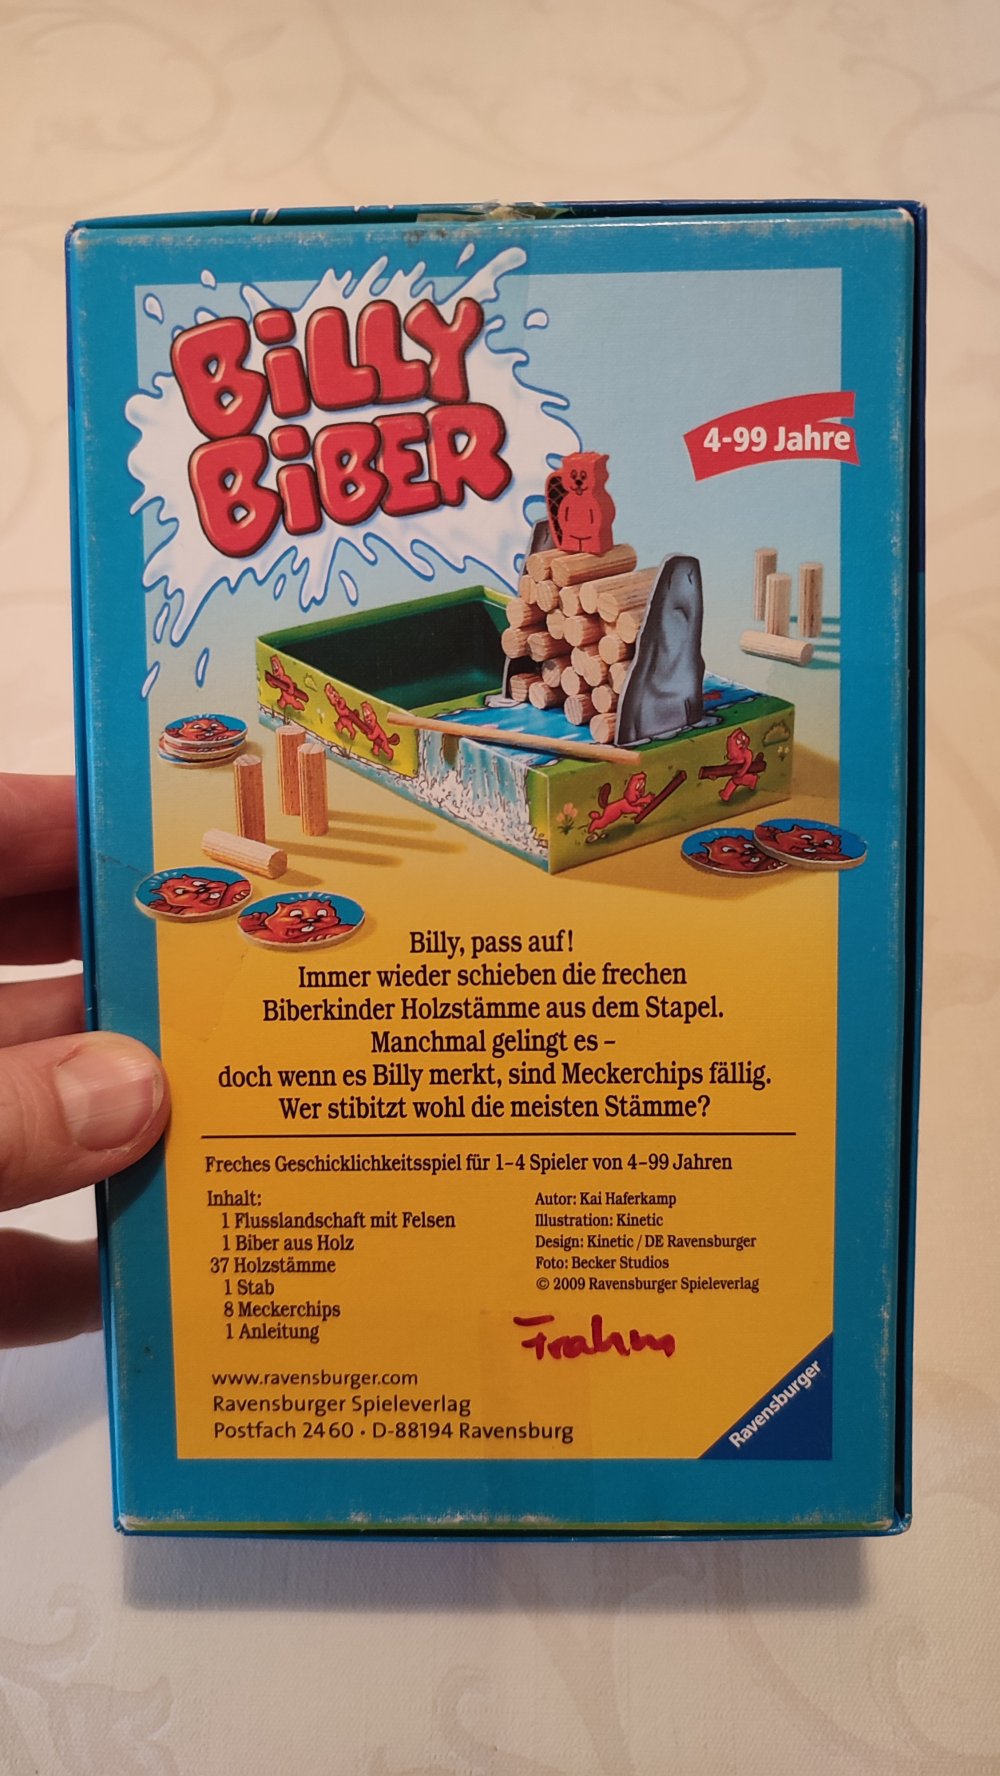 BiLLY
BiBER
4-99 Jahre
Billy, pass auf!
Immer wieder schieben die frechen
Biberkinder Holzstämme aus dem Stapel.
Manchmal gelingt es –
doch wenn es Billy merkt, sind Meckerchips fällig.
Wer stibitzt wohl die meisten Stämme?
Freches Geschicklichkeitsspiel für 1–4 Spieler von 4–99 Jahren
Inhalt:
1 Flusslandschaft mit Felsen
1 Biber aus Holz
37 Holzstämme
1 Stab
8 Meckerchips
1 Anleitung
Autor: Kai Haferkamp
Illustration: Kinetic
Design: Kinetic / DE Ravensburger
Foto: Becker Studios
© 2009 Ravensburger Spieleverlag
Frahm
www.ravensburger.com
Ravensburger Spieleverlag
Postfach 24 60 · D-88194 Ravensburg
Ravensburger